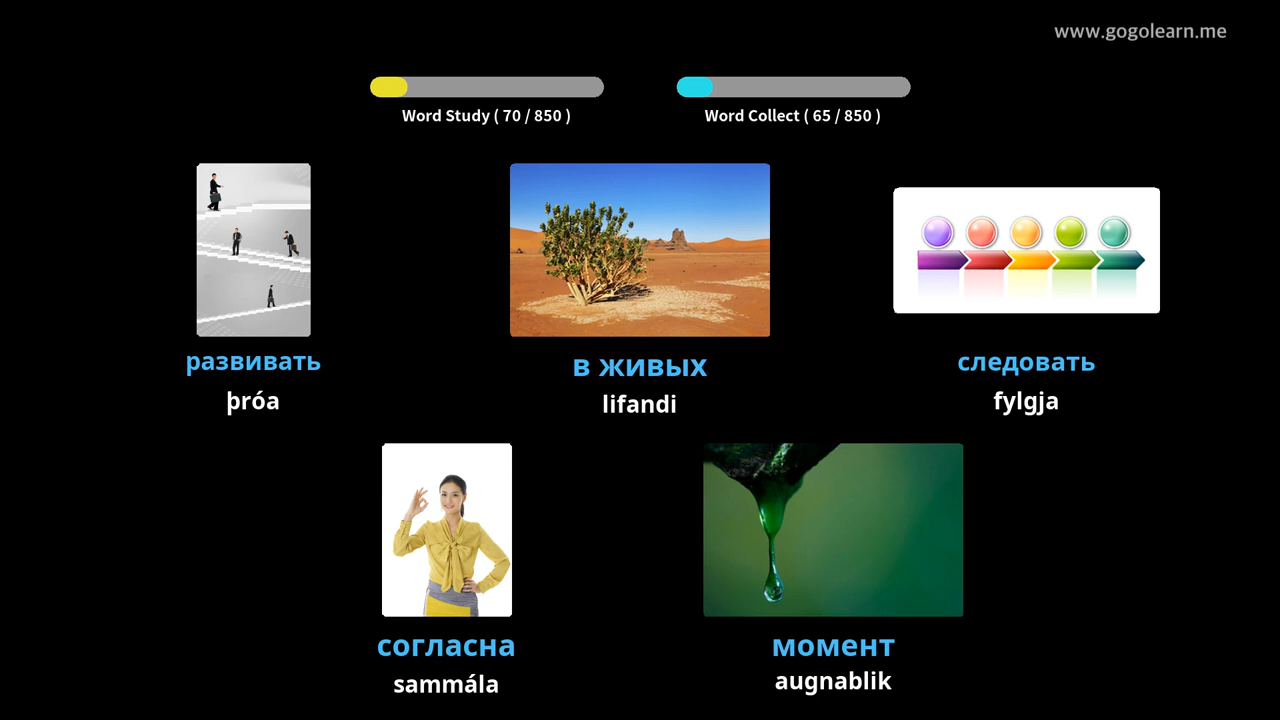 www.gogolearn.me
Word Study ( 70 / 850 )
Word Collect ( 65 / 850 )
развивать
þróa
в живых
lifandi
следовать
fylgja
согласна
sammála
момент
augnablik